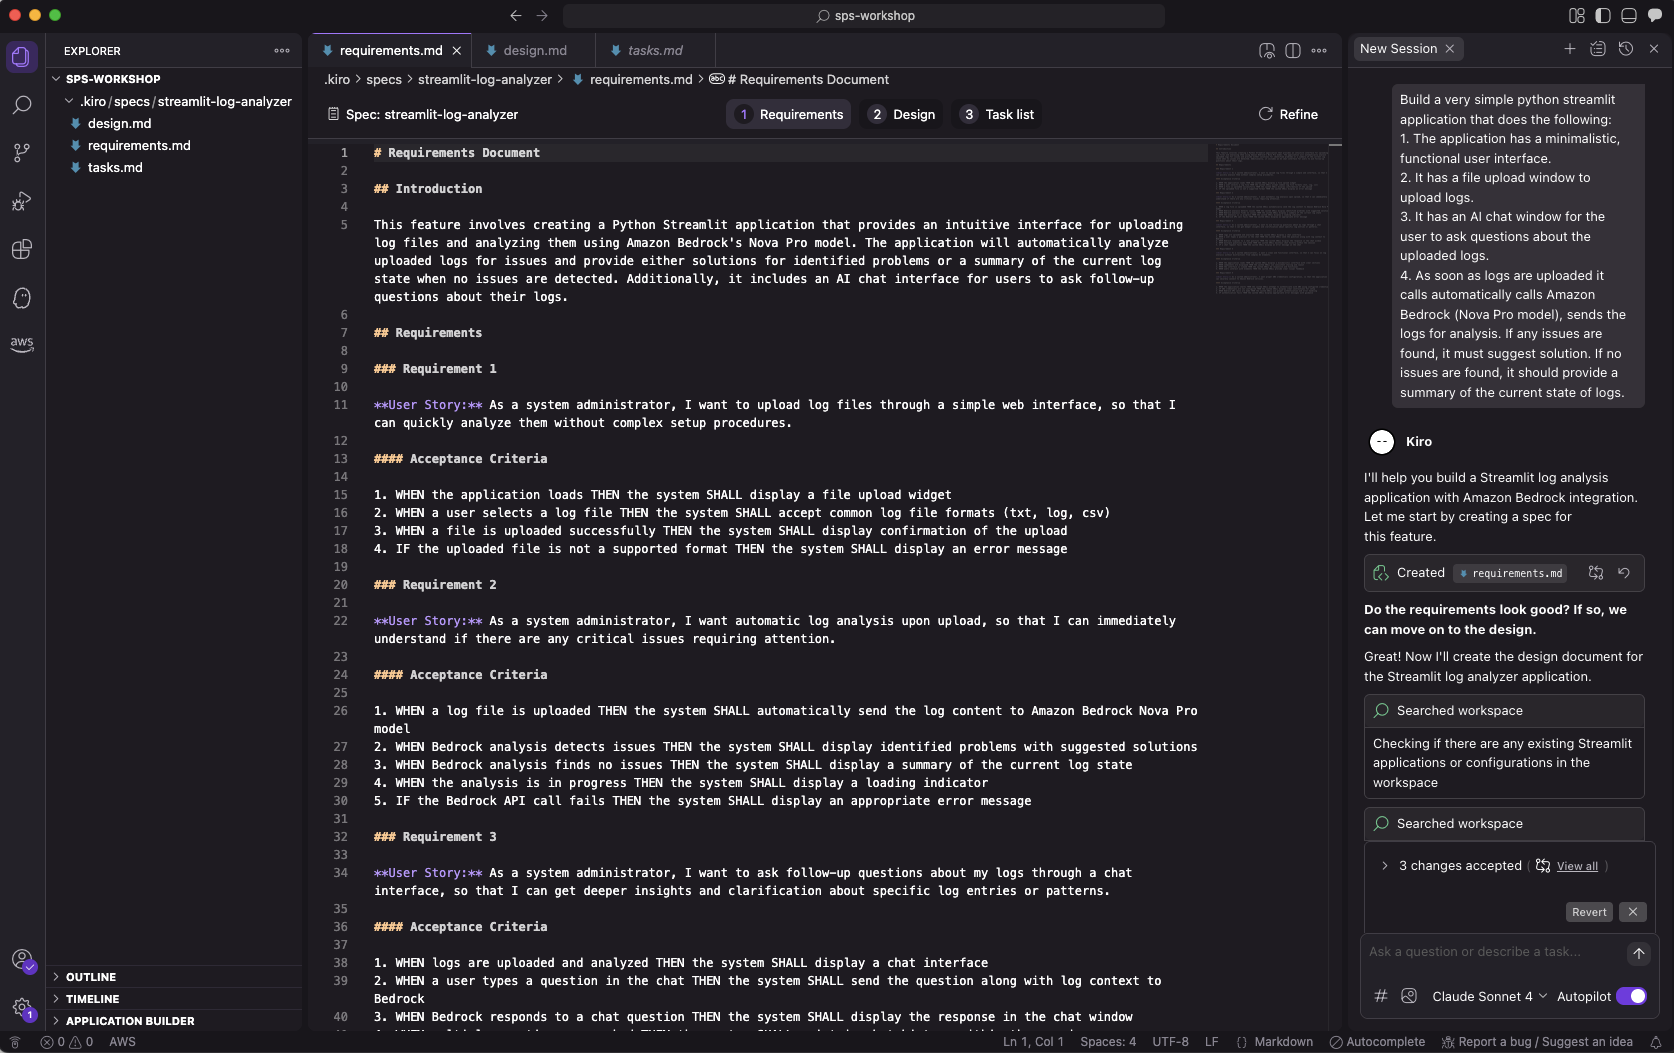 sps-workshop
EXPLORER
SPS-WORKSHOP
.kiro / specs / streamlit-log-analyzer
design.md
requirements.md
tasks.md
OUTLINE
TIMELINE
APPLICATION BUILDER
aws
1
requirements.md
design.md
tasks.md
.kiro > specs > streamlit-log-analyzer > requirements.md > abc # Requirements Document
Spec: streamlit-log-analyzer
1 Requirements
2 Design
3 Task list
Refine
1 # Requirements Document
2
3 ## Introduction
4
5 This feature involves creating a Python Streamlit application that provides an intuitive interface for uploading
log files and analyzing them using Amazon Bedrock's Nova Pro model. The application will automatically analyze
uploaded logs for issues and provide either solutions for identified problems or a summary of the current log
state when no issues are detected. Additionally, it includes an AI chat interface for users to ask follow-up
questions about their logs.
6
7 ## Requirements
8
9 ### Requirement 1
10
11 **User Story:** As a system administrator, I want to upload log files through a simple web interface, so that I
can quickly analyze them without complex setup procedures.
12
13 #### Acceptance Criteria
14
15 1. WHEN the application loads THEN the system SHALL display a file upload widget
16 2. WHEN a user selects a log file THEN the system SHALL accept common log file formats (txt, log, csv)
17 3. WHEN a file is uploaded successfully THEN the system SHALL display confirmation of the upload
18 4. IF the uploaded file is not a supported format THEN the system SHALL display an error message
19
20 ### Requirement 2
21
22 **User Story:** As a system administrator, I want automatic log analysis upon upload, so that I can immediately
understand if there are any critical issues requiring attention.
23
24 #### Acceptance Criteria
25
26 1. WHEN a log file is uploaded THEN the system SHALL automatically send the log content to Amazon Bedrock Nova Pro
model
27 2. WHEN Bedrock analysis detects issues THEN the system SHALL display identified problems with suggested solutions
28 3. WHEN Bedrock analysis finds no issues THEN the system SHALL display a summary of the current log state
29 4. WHEN the analysis is in progress THEN the system SHALL display a loading indicator
30 5. IF the Bedrock API call fails THEN the system SHALL display an appropriate error message
31
32 ### Requirement 3
33
34 **User Story:** As a system administrator, I want to ask follow-up questions about my logs through a chat
interface, so that I can get deeper insights and clarification about specific log entries or patterns.
35
36 #### Acceptance Criteria
37
38 1. WHEN logs are uploaded and analyzed THEN the system SHALL display a chat interface
39 2. WHEN a user types a question in the chat THEN the system SHALL send the question along with log context to
Bedrock
40 3. WHEN Bedrock responds to a chat question THEN the system SHALL display the response in the chat window
New Session
Build a very simple python streamlit
application that does the following:
1. The application has a minimalistic,
functional user interface.
2. It has a file upload window to
upload logs.
3. It has an AI chat window for the
user to ask questions about the
uploaded logs.
4. As soon as logs are uploaded it
calls automatically calls Amazon
Bedrock (Nova Pro model), sends the
logs for analysis. If any issues are
found, it must suggest solution. If no
issues are found, it should provide a
summary of the current state of logs.
Kiro
I'll help you build a Streamlit log analysis
application with Amazon Bedrock integration.
Let me start by creating a spec for
this feature.
Created requirements.md
Do the requirements look good? If so, we
can move on to the design.
Great! Now I'll create the design document for
the Streamlit log analyzer application.
Searched workspace
Checking if there are any existing Streamlit
applications or configurations in the
workspace
Searched workspace
3 changes accepted ( View all )
Revert
Ask a question or describe a task...
# Claude Sonnet 4 Autopilot
0 0 AWS
Ln 1, Col 1 Spaces: 4 UTF-8 LF {} Markdown Autocomplete Report a bug / Suggest an idea